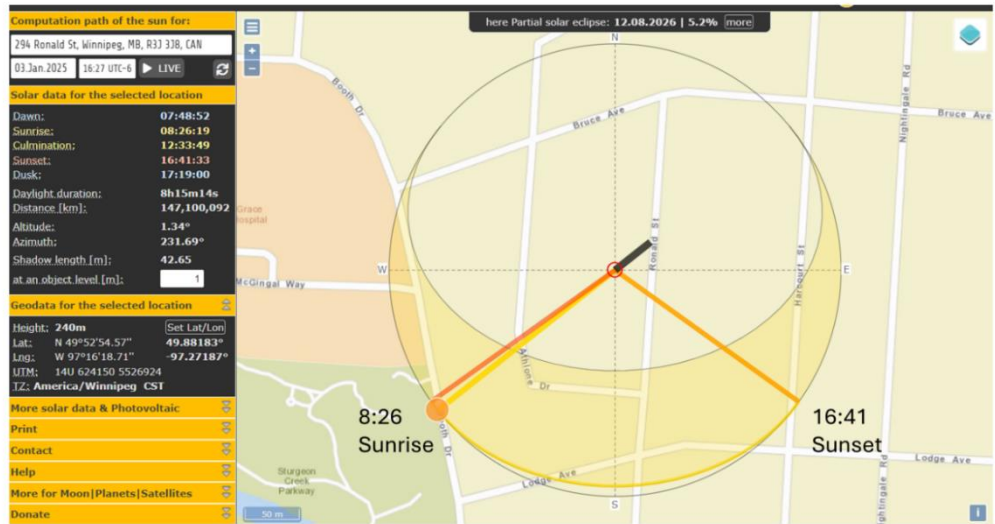 Computation path of the sun for:
294 Ronald St, Winnipeg, MB, R3J 3J8, CAN
03.Jan.2025 16:27 UTC-6 LIVE
Solar data for the selected location
Dawn: 07:48:52
Sunrise: 08:26:19
Culmination: 12:33:49
Sunset: 16:41:33
Dusk: 17:19:00
Daylight duration: 8h15m14s
Distance [km]: 147,100,092
Altitude: 1.34°
Azimuth: 231.69°
Shadow length [m]: 42.65
at an object level [m]: 1
Geodata for the selected location
Height: 240m Set Lat/Lon
Lat: N 49°52'54.57" 49.88183°
Lng: W 97°16'18.71" -97.27187°
UTM: 14U 624150 5526924
TZ: America/Winnipeg CST
More solar data & Photovoltaic
Print
Contact
Help
More for Moon|Planets|Satellites
Donate
here Partial solar eclipse: 12.08.2026 | 5.2% more
N
Booth Dr
Bruce Ave
Nightingale Rd
Bruce Ave
Grace
Hospital
Ronald St
W
E
McGingal Way
Harcourt St
Athlone Dr
8:26
Sunrise
16:41
Sunset
Booth Dr
Lodge Ave
Lodge Ave
Sturgeon
Creek
Parkway
Nightingale Rd
S
50 m
i